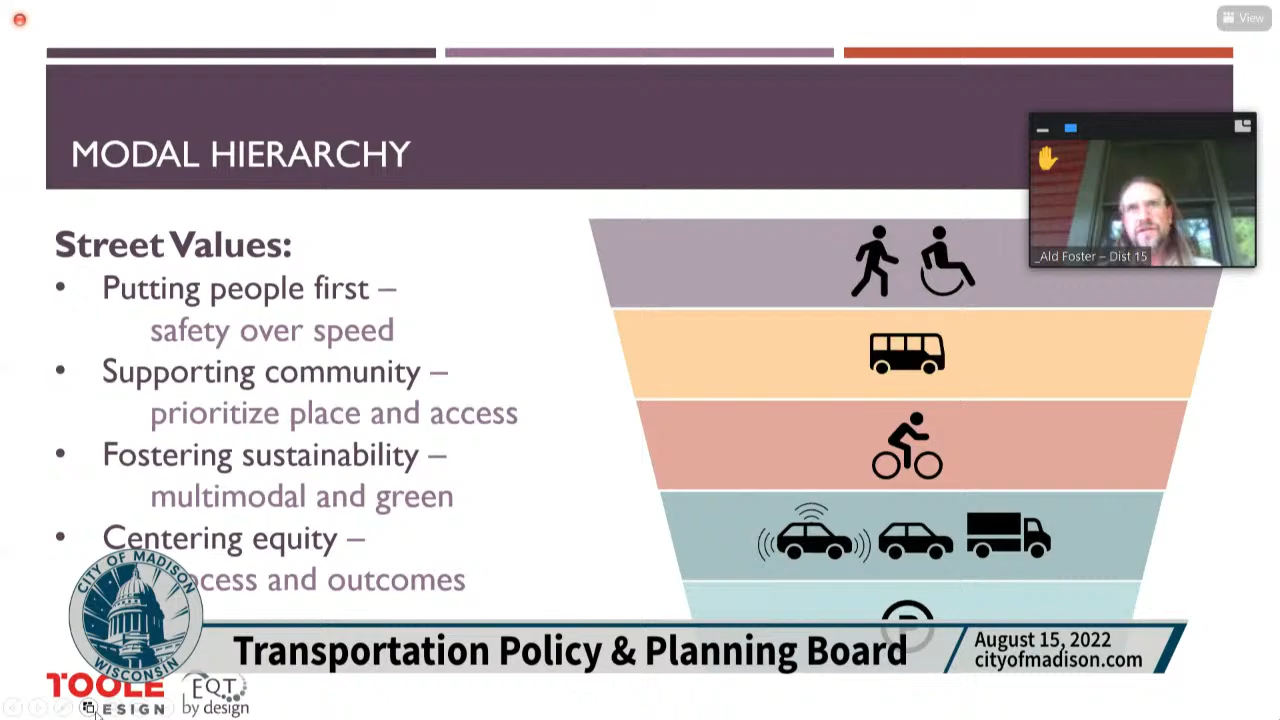 View
MODAL HIERARCHY
_Ald Foster – Dist 15
Street Values:
• Putting people first –
safety over speed
• Supporting community –
prioritize place and access
• Fostering sustainability –
multimodal and green
• Centering equity –
and outcomes
P
CITY OF MADISON
WISCONSIN
Transportation Policy & Planning Board
August 15, 2022
cityofmadison.com
TOOLE
DESIGN
EQT
by design